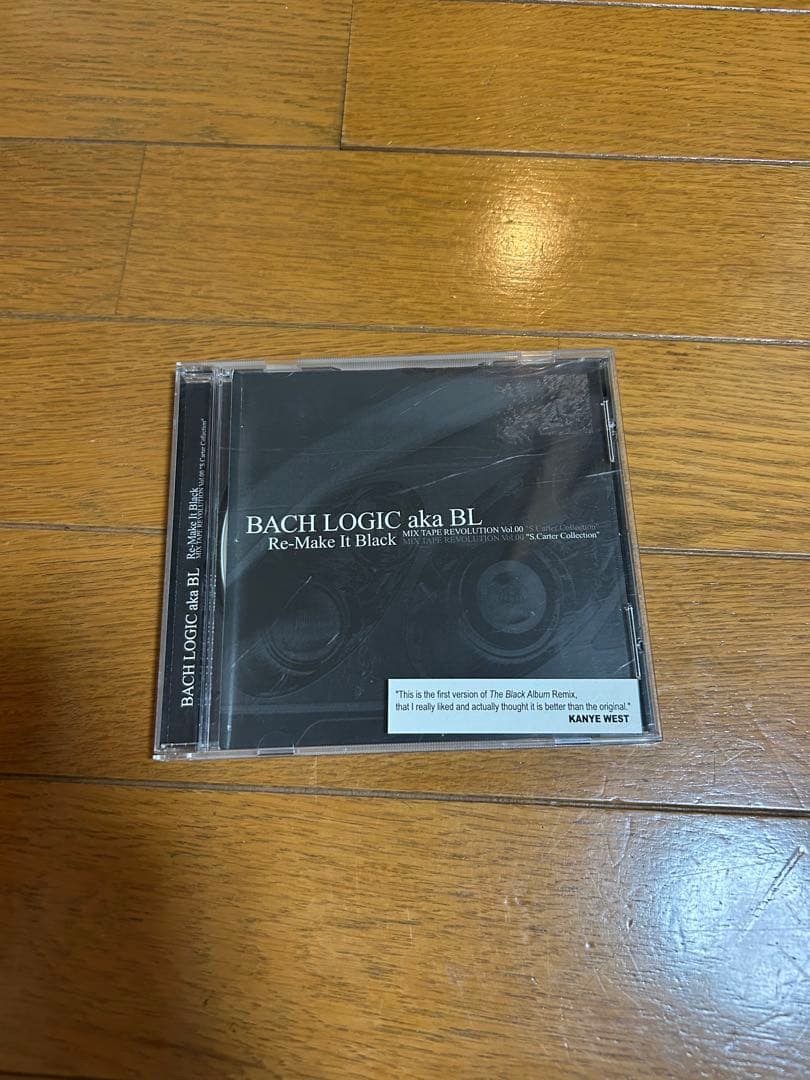 BACH LOGIC aka BL
MIX TAPE REVOLUTION Vol.00 "S.Carter Collection"
Re-Make It Black MIX TAPE REVOLUTION Vol.00 "S.Carter Collection"
"This is the first version of The Black Album Remix,
that I really liked and actually thought it is better than the original."
KANYE WEST
BACH LOGIC aka BL
Re-Make It Black
MIX TAPE REVOLUTION Vol.00 "S.Carter Collection"